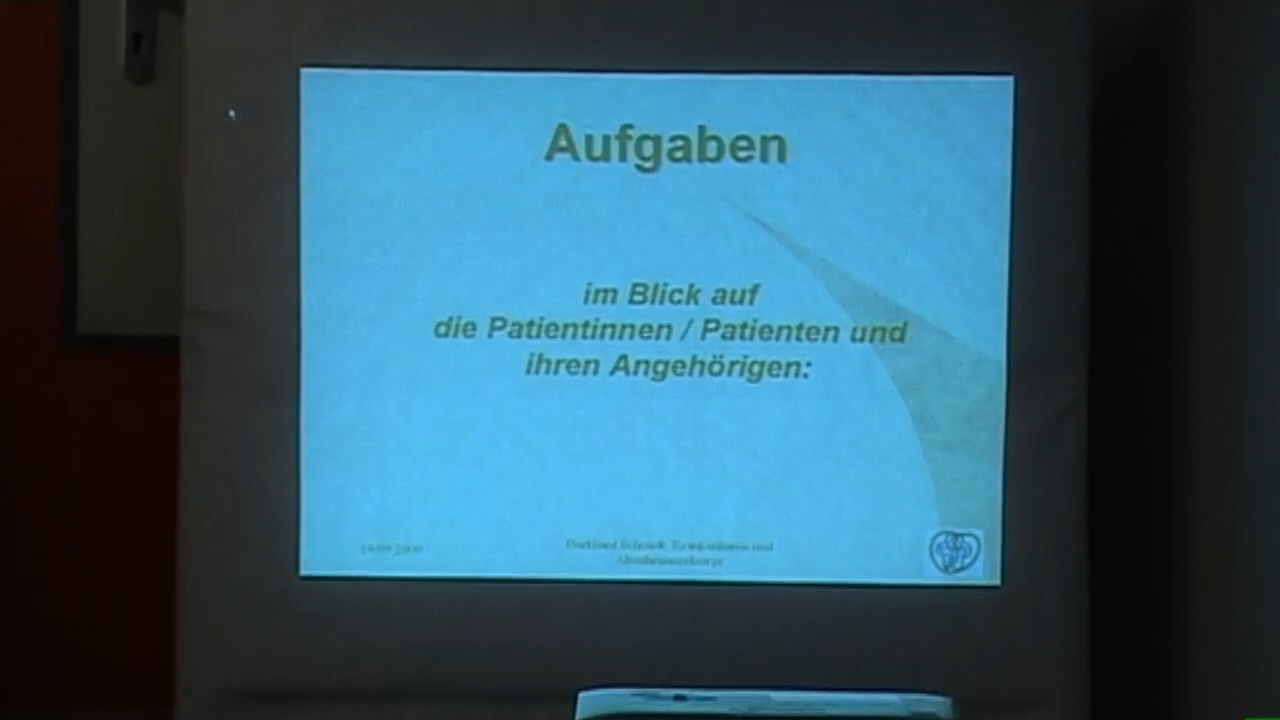 Aufgaben
im Blick auf
die Patientinnen / Patienten und
ihren Angehörigen: